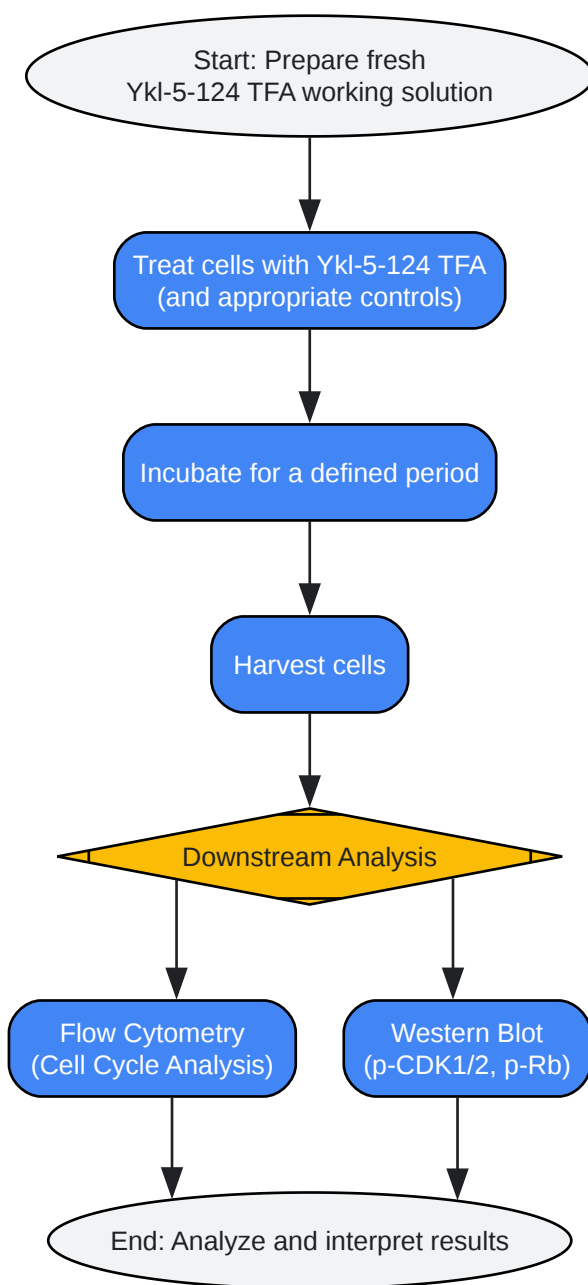 Start: Prepare fresh
Ykl-5-124 TFA working solution
Treat cells with Ykl-5-124 TFA
(and appropriate controls)
Incubate for a defined period
Harvest cells
Downstream Analysis
Flow Cytometry
(Cell Cycle Analysis)
Western Blot
(p-CDK1/2, p-Rb)
End: Analyze and interpret results